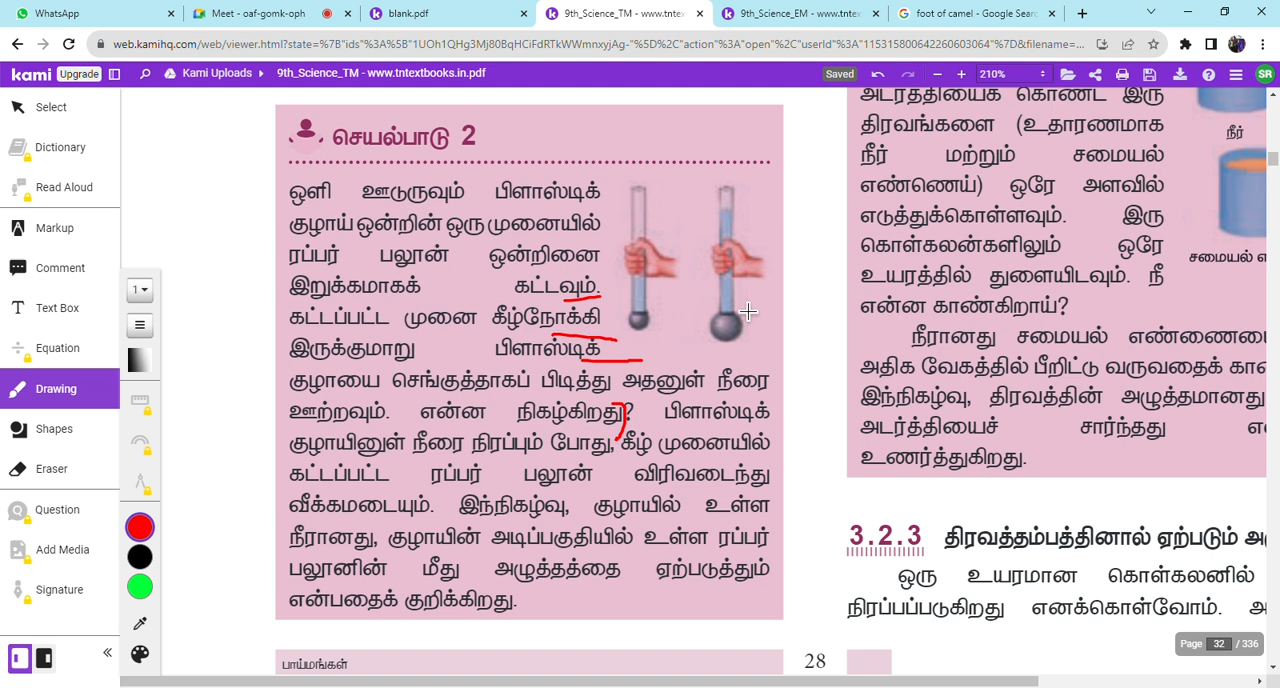 WhatsApp
Meet - oaf-gomk-oph
blank.pdf
9th_Science_TM - www.tntex
9th_Science_EM - www.tntex
foot of camel - Google Sear
web.kamihq.com/web/viewer.html?state=%7B"ids"%3A%5B"1UOh1QHg3Mj80BqHCiFdRTkWWmnxyjAg-"%5D%2C"action"%3A"open"%2C"userId"%3A"115315800642260603064"%7D&filename=...
kami Upgrade
Kami Uploads
9th_Science_TM - www.tntextbooks.in.pdf
Saved
210%
SR
Select
Dictionary
Read Aloud
Markup
Comment
Text Box
Equation
Drawing
Shapes
Eraser
Question
Add Media
Signature
1
செயல்பாடு 2
ஒளி ஊடுருவும் பிளாஸ்டிக்
குழாய் ஒன்றின் ஒரு முனையில்
ரப்பர் பலூன் ஒன்றினை
இறுக்கமாகக் கட்டவும்.
கட்டப்பட்ட முனை கீழ்நோக்கி
இருக்குமாறு பிளாஸ்டிக்
குழாயை செங்குத்தாகப் பிடித்து அதனுள் நீரை
ஊற்றவும். என்ன நிகழ்கிறது? பிளாஸ்டிக்
குழாயினுள் நீரை நிரப்பும் போது, கீழ் முனையில்
கட்டப்பட்ட ரப்பர் பலூன் விரிவடைந்து
வீக்கமடையும். இந்நிகழ்வு, குழாயில் உள்ள
நீரானது, குழாயின் அடிப்பகுதியில் உள்ள ரப்பர்
பலூனின் மீது அழுத்தத்தை ஏற்படுத்தும்
என்பதைக் குறிக்கிறது.
பாய்மங்கள்
28
அடர்த்தியைக் கொண்ட இரு
திரவங்களை (உதாரணமாக
நீர் மற்றும் சமையல்
எண்ணெய்) ஒரே அளவில்
எடுத்துக்கொள்ளவும். இரு
கொள்கலன்களிலும் ஒரே
உயரத்தில் துளையிடவும். நீ
என்ன காண்கிறாய்?
நீர்
சமையல் எ
நீரானது சமையல் எண்ணை
அதிக வேகத்தில் பீறிட்டு வருவதைக் கா
இந்நிகழ்வு, திரவத்தின் அழுத்தமானது
அடர்த்தியைச் சார்ந்தது எ
உணர்த்துகிறது.
3.2.3 திரவத்தம்பத்தினால் ஏற்படும் அ
ஒரு உயரமான கொள்கலனில்
நிரப்பப்படுகிறது எனக்கொள்வோம். அ
Page 32 / 336